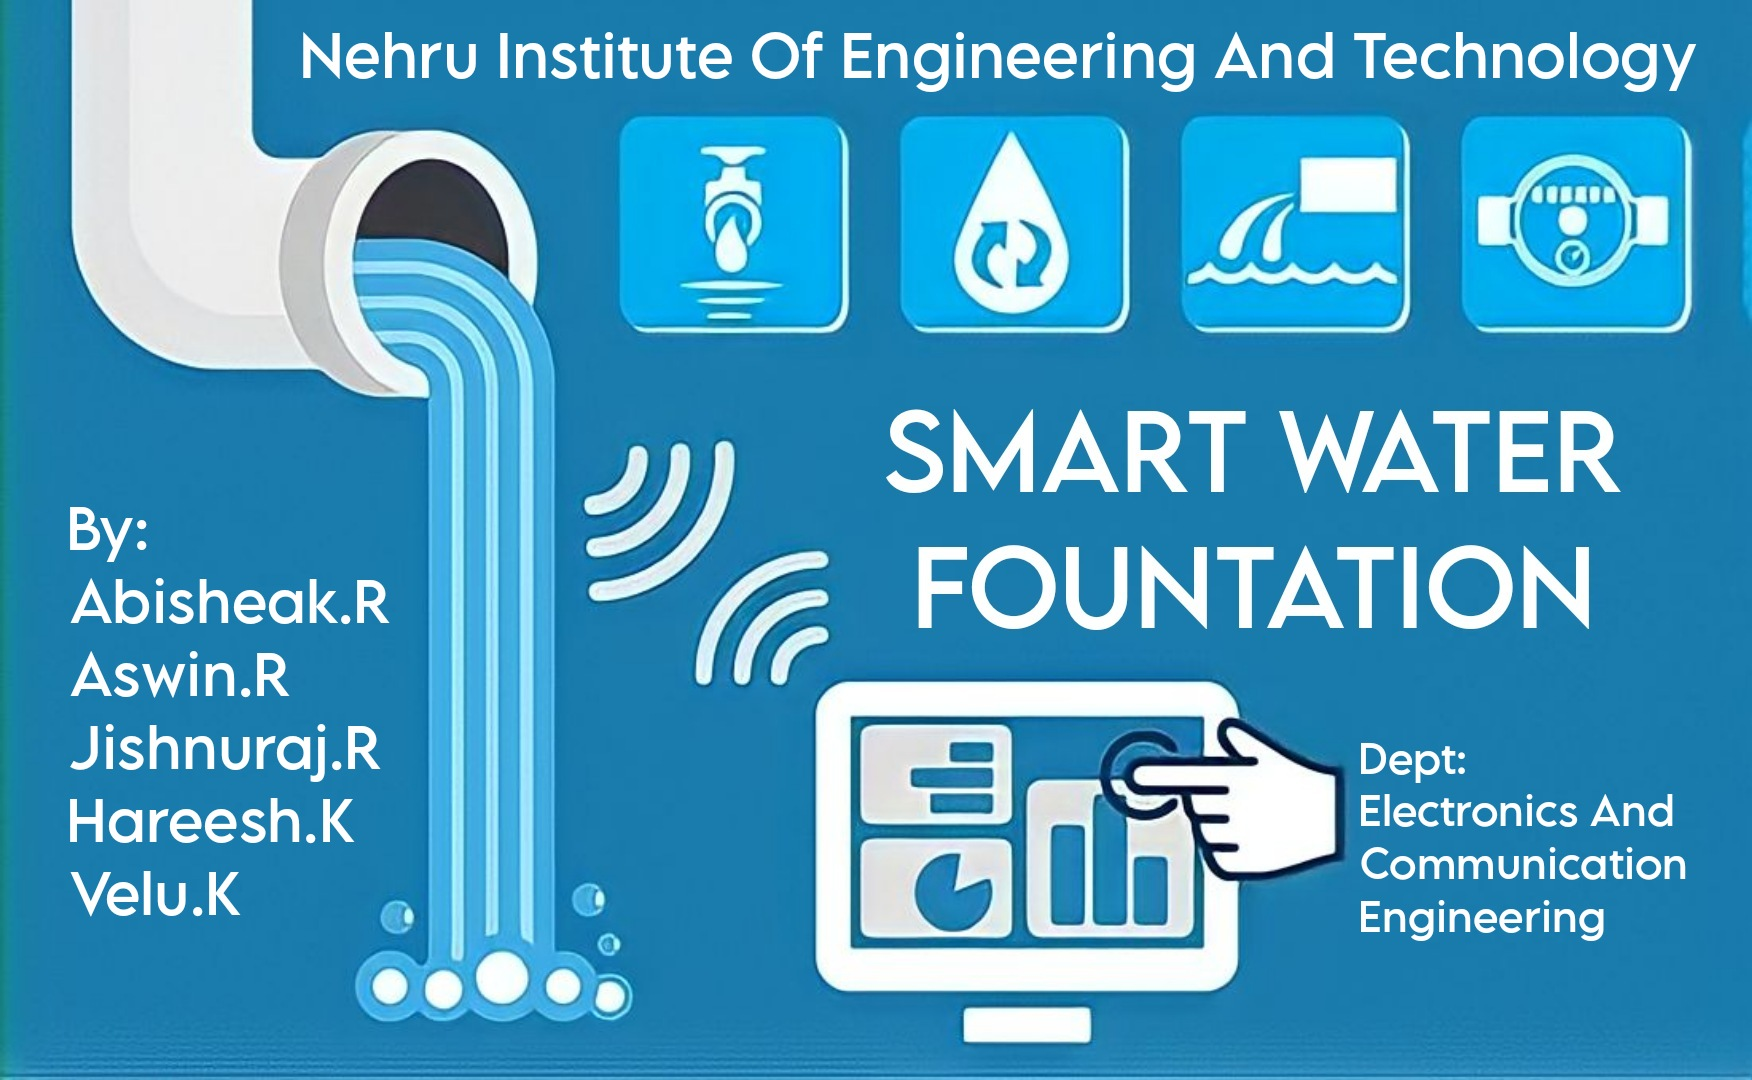 Nehru Institute Of Engineering And Technology
SMART WATER
FOUNTATION
By:
Abisheak.R
Aswin.R
Jishnuraj.R
Hareesh.K
Velu.K
Dept:
Electronics And
Communication
Engineering